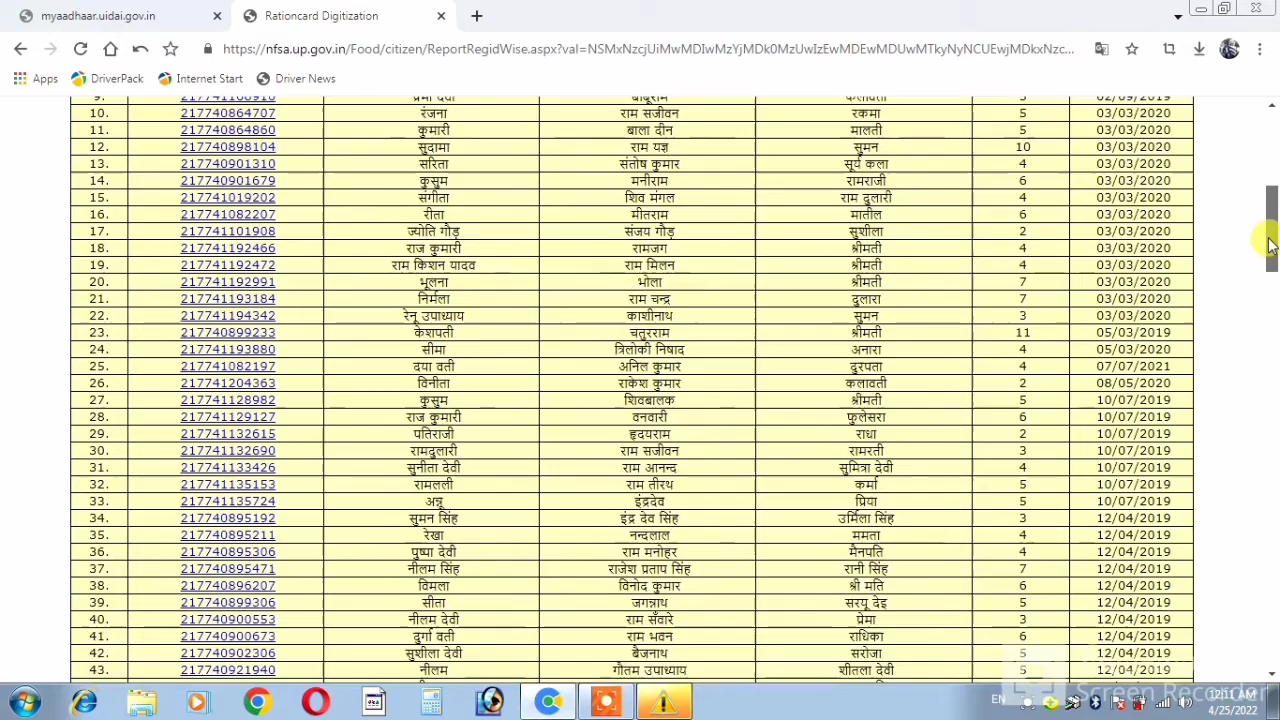 myaadhaar.uidai.gov.in
Rationcard Digitization
https://nfsa.up.gov.in/Food/citizen/ReportRegidWise.aspx?val=NSMxNzcjUiMwMDIwMzYjMDk0MzUwIzEwMDEwMDUwMTkyNyNCUEwjMDkxNzc...
Apps DriverPack Internet Start Driver News
9. 217741108910 प्रेमा देवी बाबूराम कलावती 5 02/09/2019
10. 217740864707 रंजना राम सजीवन रकमा 5 03/03/2020
11. 217740864860 कुमारी बाला दीन मालती 5 03/03/2020
12. 217740898104 सुदामा राम यज्ञ सुमन 10 03/03/2020
13. 217740901310 सरिता संतोष कुमार सूर्य कला 4 03/03/2020
14. 217740901679 कुसुम मनीराम रामराजी 6 03/03/2020
15. 217741019202 संगीता शिव मंगल राम दुलारी 4 03/03/2020
16. 217741082207 रीता मीतराम मातील 6 03/03/2020
17. 217741101908 ज्योति गौड़ संजय गौड़ सुशीला 2 03/03/2020
18. 217741192466 राज कुमारी रामजग श्रीमती 4 03/03/2020
19. 217741192472 राम किशन यादव राम मिलन श्रीमती 4 03/03/2020
20. 217741192991 भूलना भोला श्रीमती 7 03/03/2020
21. 217741193184 निर्मला राम चन्द्र दुलारा 7 03/03/2020
22. 217741194342 रेनू उपाध्याय काशीनाथ सुमन 3 03/03/2020
23. 217740899233 केशपती चतुरराम श्रीमती 11 05/03/2019
24. 217741193880 सीमा त्रिलोकी निषाद अनारा 4 05/03/2020
25. 217741082197 दया वती अनिल कुमार दुरपता 4 07/07/2021
26. 217741204363 विनीता राकेश कुमार कलावती 2 08/05/2020
27. 217741128982 कुसुम शिवबालक श्रीमती 5 10/07/2019
28. 217741129127 राज कुमारी वनवारी फुलेसरा 6 10/07/2019
29. 217741132615 पतिराजी हृदयराम राधा 2 10/07/2019
30. 217741132690 रामदुलारी राम सजीवन रामरती 3 10/07/2019
31. 217741133426 सुनीता देवी राम आनन्द सुमित्रा देवी 4 10/07/2019
32. 217741135153 रामलली राम तीरथ कर्मा 5 10/07/2019
33. 217741135724 अन्नू इंद्रदेव प्रिया 5 10/07/2019
34. 217740895192 सुमन सिंह इंद्र देव सिंह उर्मिला सिंह 3 12/04/2019
35. 217740895211 रेखा नन्दलाल ममता 4 12/04/2019
36. 217740895306 पुष्पा देवी राम मनोहर मैनपति 4 12/04/2019
37. 217740895471 नीलम सिंह राजेश प्रताप सिंह रानी सिंह 7 12/04/2019
38. 217740896207 विमला विनोद कुमार श्री मति 6 12/04/2019
39. 217740899306 सीता जगन्नाथ सरयू देइ 5 12/04/2019
40. 217740900553 नीलम देवी राम सँवारे प्रेमा 3 12/04/2019
41. 217740900673 दुर्गा वती राम भवन राधिका 6 12/04/2019
42. 217740902306 सुशीला देवी बैजनाथ सरोजा 5 12/04/2019
43. 217740921940 नीलम गौतम उपाध्याय शीतला देवी 5 12/04/2019
EN
Screen Recorder
12:11 AM
4/25/2022